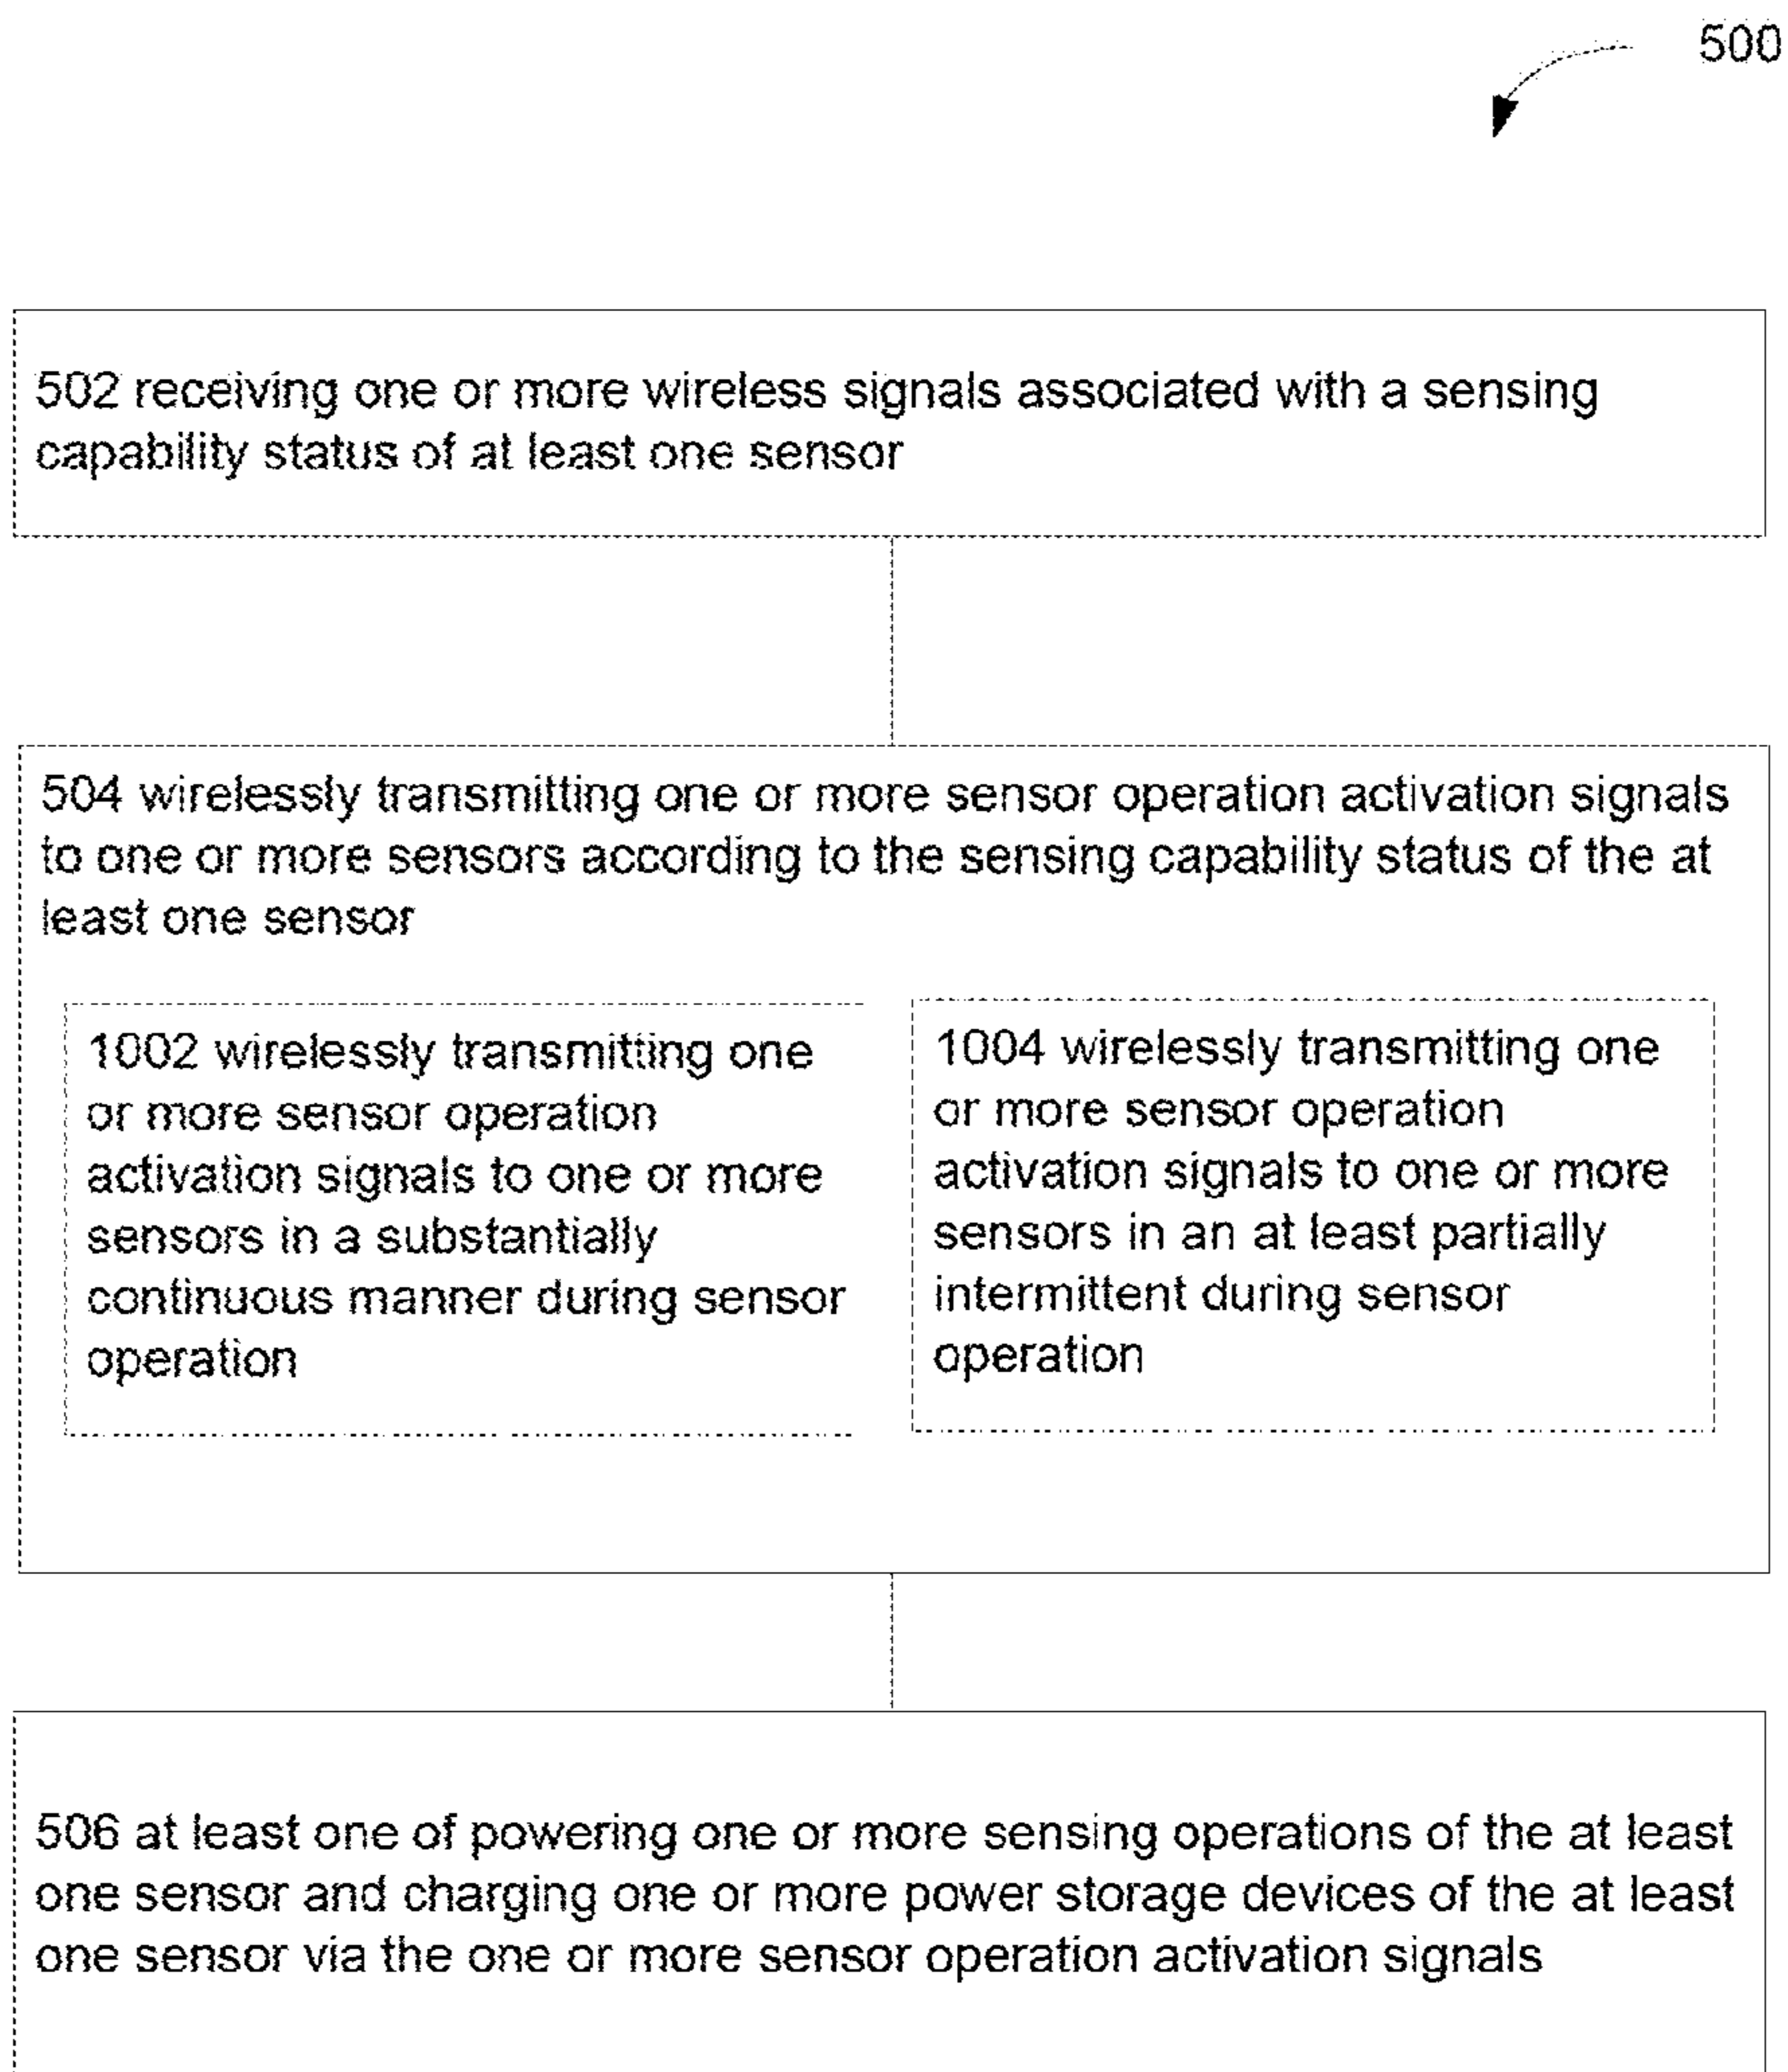 500
502 receiving one or more wireless signals associated with a sensing
capability status of at least one sensor
504 wirelessly transmitting one or more sensor operation activation signals
to one or more sensors according to the sensing capability status of the at
least one sensor
1002 wirelessly transmitting one
or more sensor operation
activation signals to one or more
sensors in a substantially
continuous manner during sensor
operation
1004 wirelessly transmitting one
or more sensor operation
activation signals to one or more
sensors in an at least partially
intermittent during sensor
operation
506 at least one of powering one or more sensing operations of the at least
one sensor and charging one or more power storage devices of the at least
one sensor via the one or more sensor operation activation signals